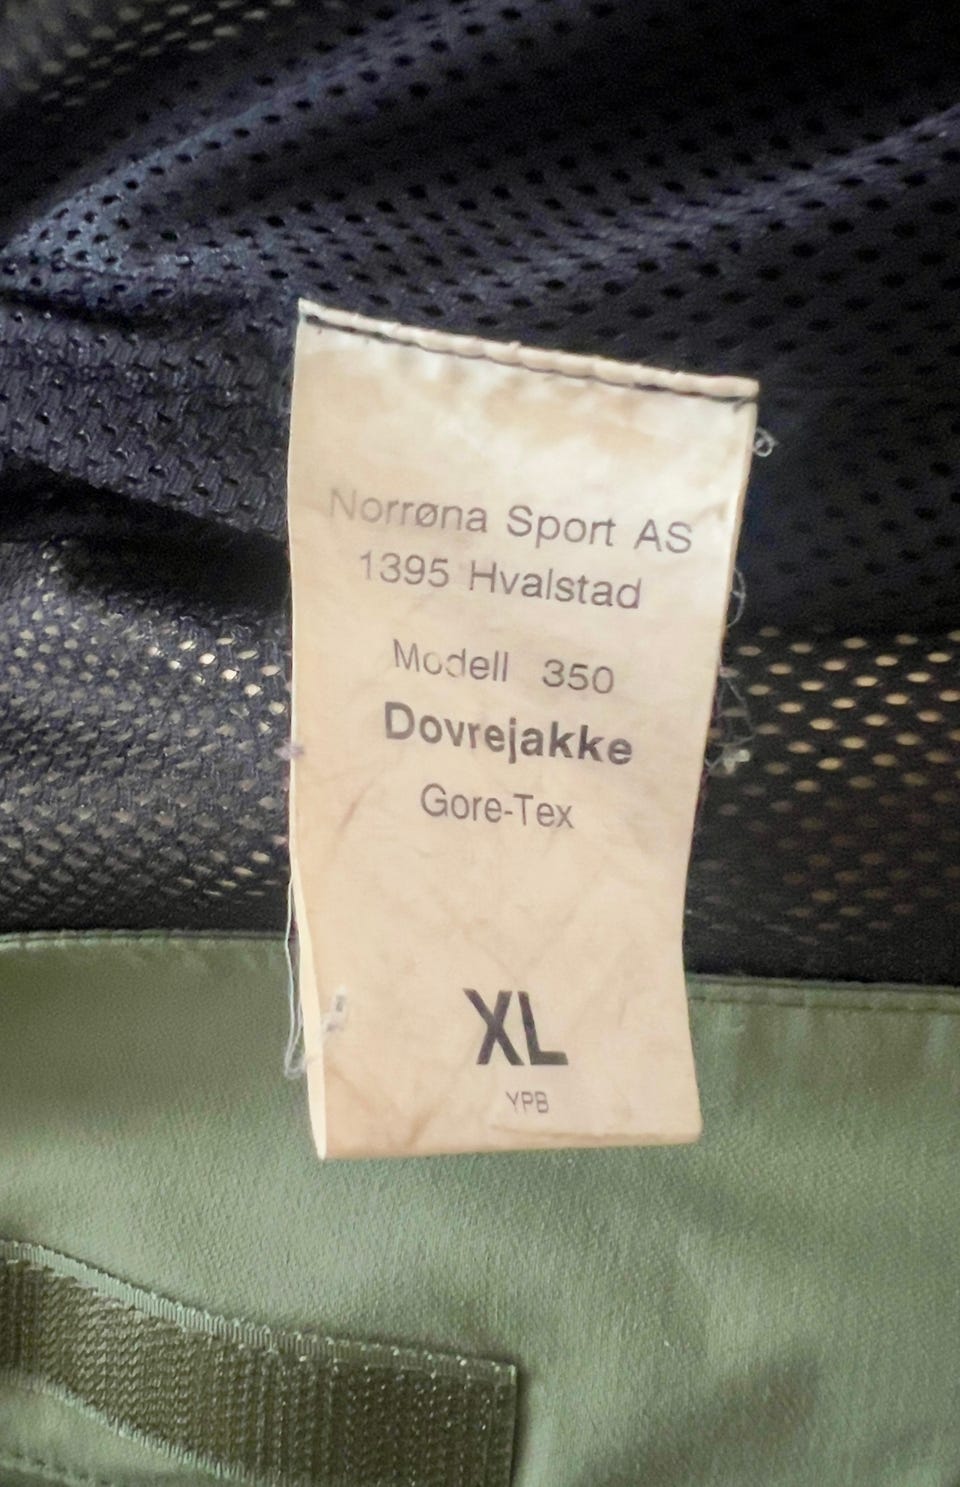 Norrøna Sport AS
1395 Hvalstad
Modell 350
Dovrejakke
Gore-Tex
XL
YPB